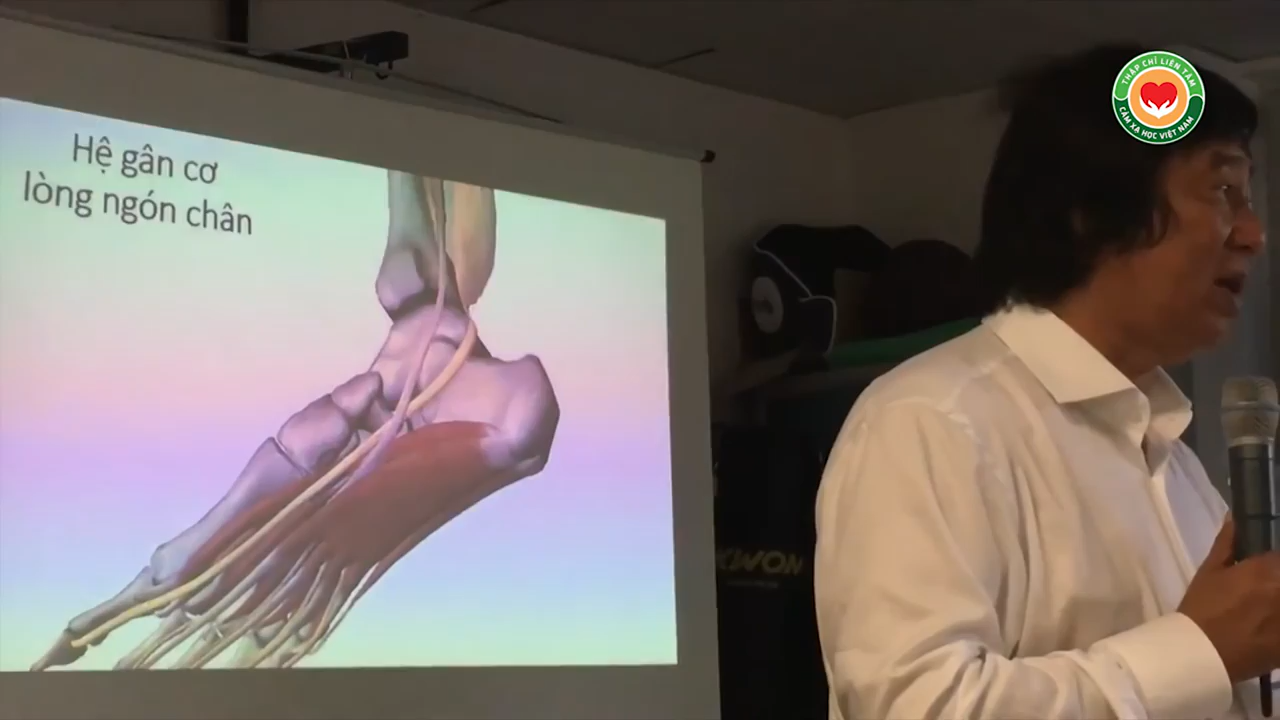 Hệ gân cơ
lòng ngón chân
THẬP CHỈ LIÊN TÂM
CẢM XẠ HỌC VIỆT NAM
KWON